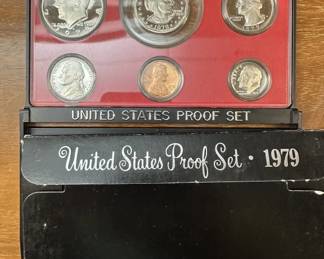 UNITED STATES PROOF SET
United States Proof Set · 1979